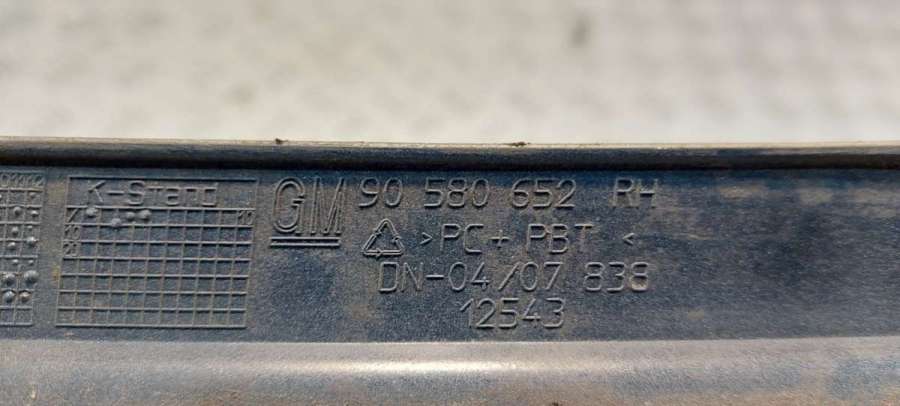 K-Stand
GM 90 580 652 RH
>PC+PBT<
DN-04/07 838
12543